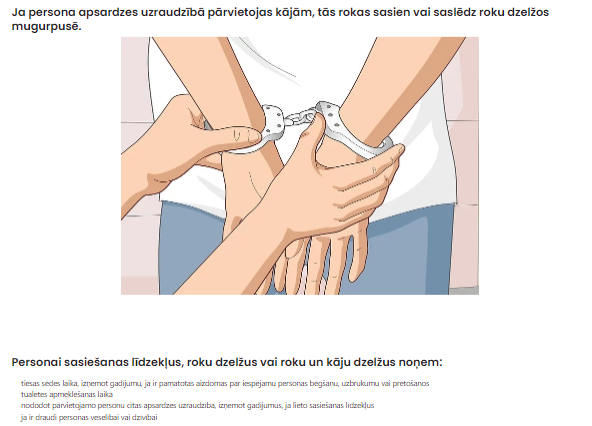 Ja persona apsardzes uzraudzībā pārvietojas kājām, tās rokas sasien vai saslēdz roku dzelžos
mugurpusē.
Personai sasiešanas līdzekļus, roku dzelžus vai roku un kāju dzelžus noņem:
tiesas sēdes laikā, izņemot gadījumu, ja ir pamatotas aizdomas par iespējamu personas bēgšanu, uzbrukumu vai pretošanos
tualetes apmeklēšanas laikā
nododot pārvietojamo personu citas apsardzes uzraudzībā, izņemot gadījumus, ja lieto sasiešanas līdzekļus
ja ir draudi personas veselībai vai dzīvībai